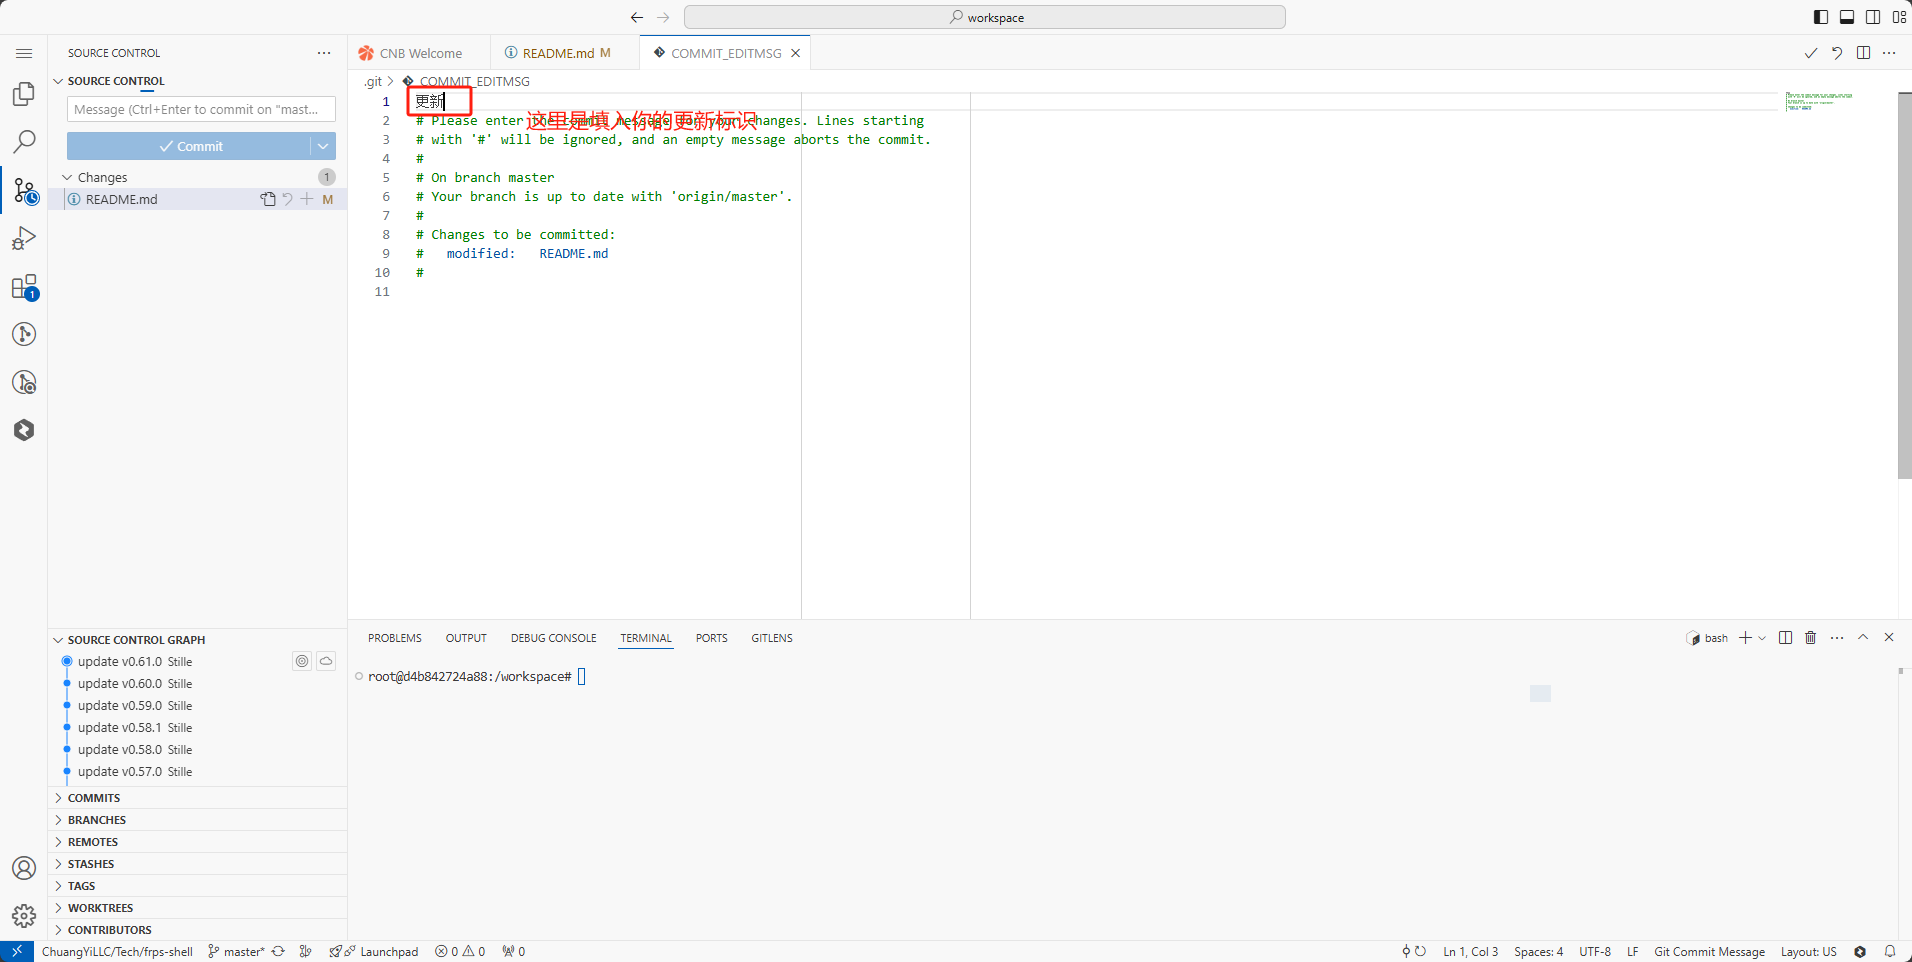 workspace
SOURCE CONTROL
SOURCE CONTROL
Message (Ctrl+Enter to commit on "mast...
Commit
Changes
1
README.md
M
1
SOURCE CONTROL GRAPH
update v0.61.0 Stille
update v0.60.0 Stille
update v0.59.0 Stille
update v0.58.1 Stille
update v0.58.0 Stille
update v0.57.0 Stille
COMMITS
BRANCHES
REMOTES
STASHES
TAGS
WORKTREES
CONTRIBUTORS
CNB Welcome
README.md M
COMMIT_EDITMSG
.git > COMMIT_EDITMSG
1 更新
这里是填入你的更新标识
2 # Please enter the commit message for your changes. Lines starting
3 # with '#' will be ignored, and an empty message aborts the commit.
4 #
5 # On branch master
6 # Your branch is up to date with 'origin/master'.
7 #
8 # Changes to be committed:
9 # modified: README.md
10 #
11
PROBLEMS OUTPUT DEBUG CONSOLE TERMINAL PORTS GITLENS
bash
root@d4b842724a88:/workspace#
ChuangYiLLC/Tech/frps-shell master* Launchpad 0 0 0
Ln 1, Col 3 Spaces: 4 UTF-8 LF Git Commit Message Layout: US